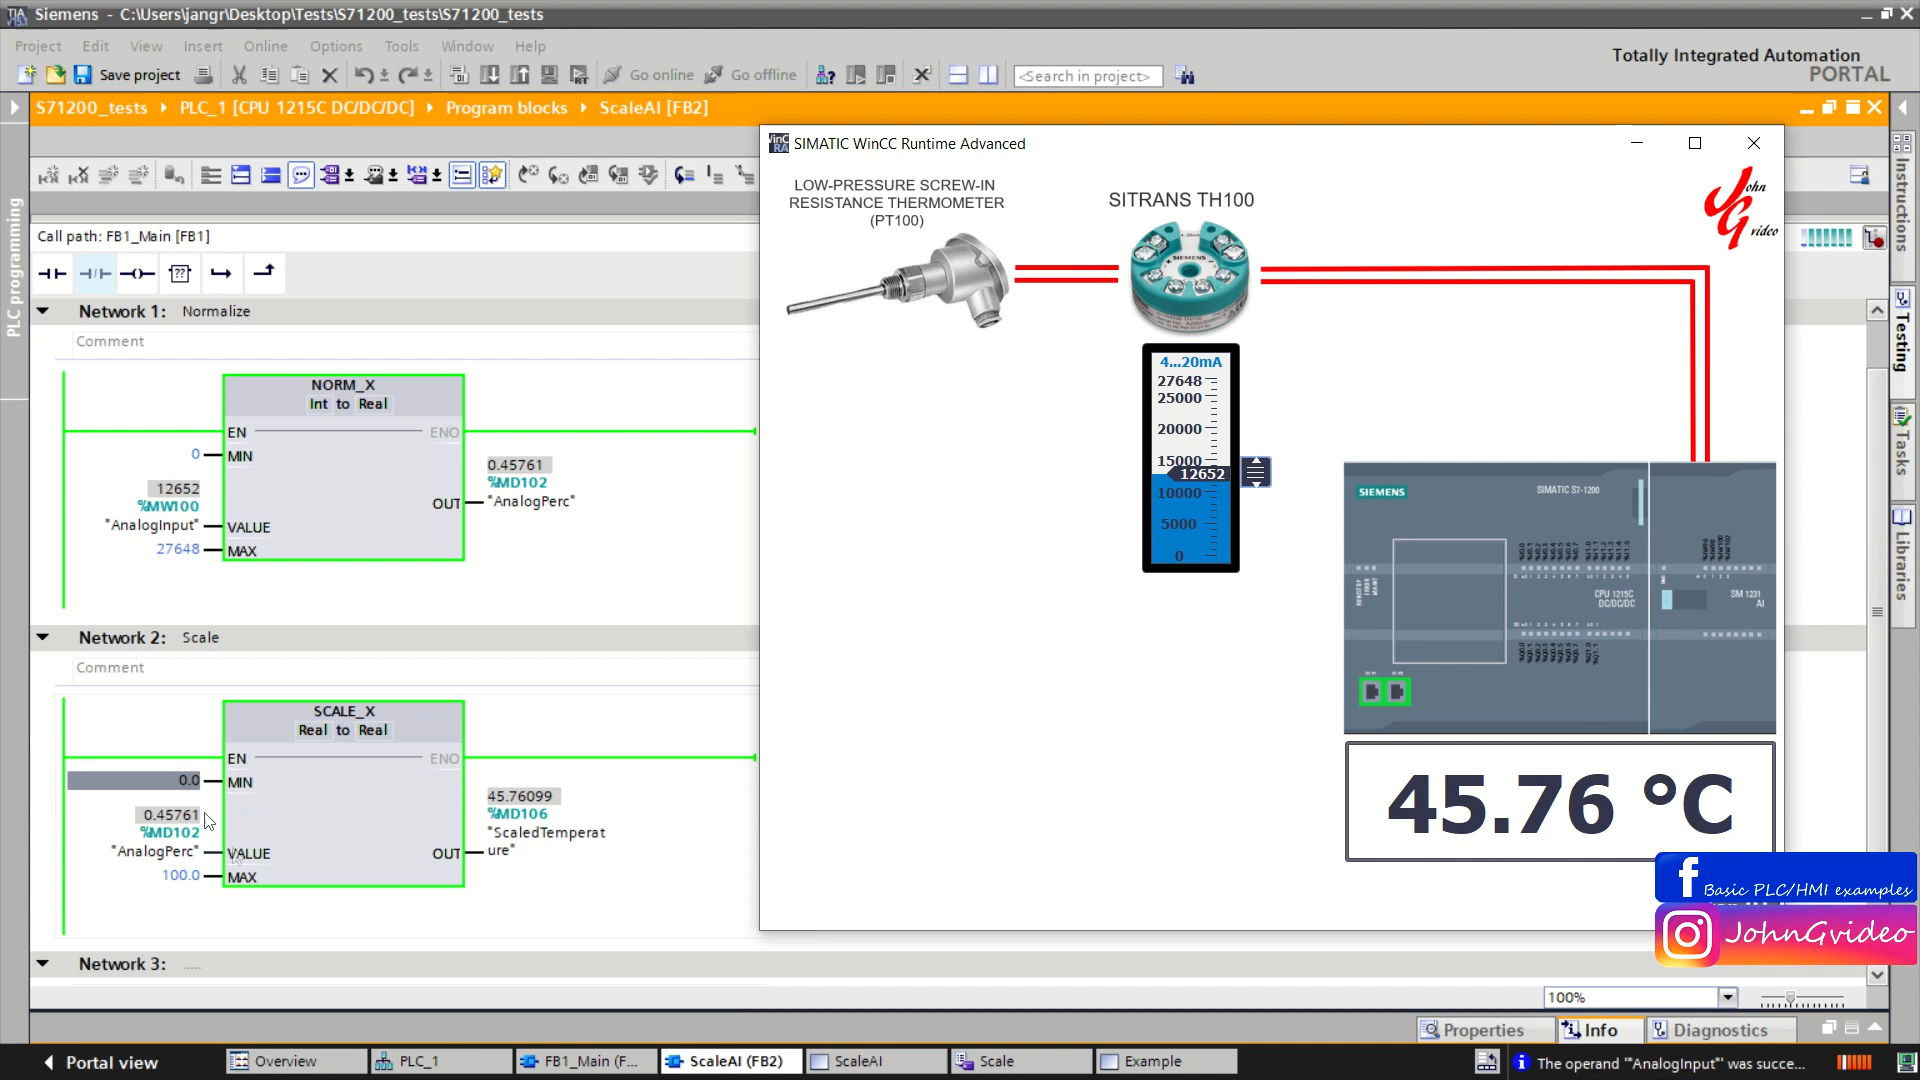 Siemens - C:\Users\jangr\Desktop\Tests\S71200_tests\S71200_tests
Project Edit View Insert Online Options Tools Window Help
Save project
Go online
Go offline
<Search in project>
Totally Integrated Automation
PORTAL
S71200_tests PLC_1 [CPU 1215C DC/DC/DC] Program blocks ScaleAI [FB2]
PLC programming
Call path: FB1_Main [FB1]
Network 1: Normalize
Comment
NORM_X
Int to Real
EN ENO
0 MIN
12652
%MW100
"AnalogInput" VALUE
27648 MAX
0.45761
%MD102
OUT "AnalogPerc"
Network 2: Scale
Comment
SCALE_X
Real to Real
EN ENO
0.0 MIN
0.45761
%MD102
"AnalogPerc" VALUE
100.0 MAX
45.76099
%MD106
"ScaledTemperat
OUT ure"
Network 3: .....
SIMATIC WinCC Runtime Advanced
LOW-PRESSURE SCREW-IN
RESISTANCE THERMOMETER
(PT100)
SITRANS TH100
SIEMENS
John
G video
4...20mA
27648
25000
20000
15000
12652
10000
5000
0
SIEMENS
SIMATIC S7-1200
CPU 1215C
DC/DC/DC
SM 1231
AI
45.76 °C
Basic PLC/HMI examples
JohnGvideo
Instructions
Testing
Tasks
Libraries
100%
Properties
Info
Diagnostics
Portal view
Overview
PLC_1
FB1_Main (F...
ScaleAI (FB2)
ScaleAI
Scale
Example
The operand '"AnalogInput"' was succe...